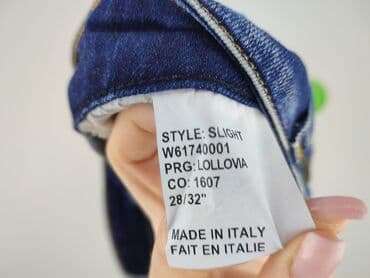 STYLE: SLIGHT
W61740001
PRG: LOLLOVIA
CO: 1607
28/32"
MADE IN ITALY
FAIT EN ITALIE